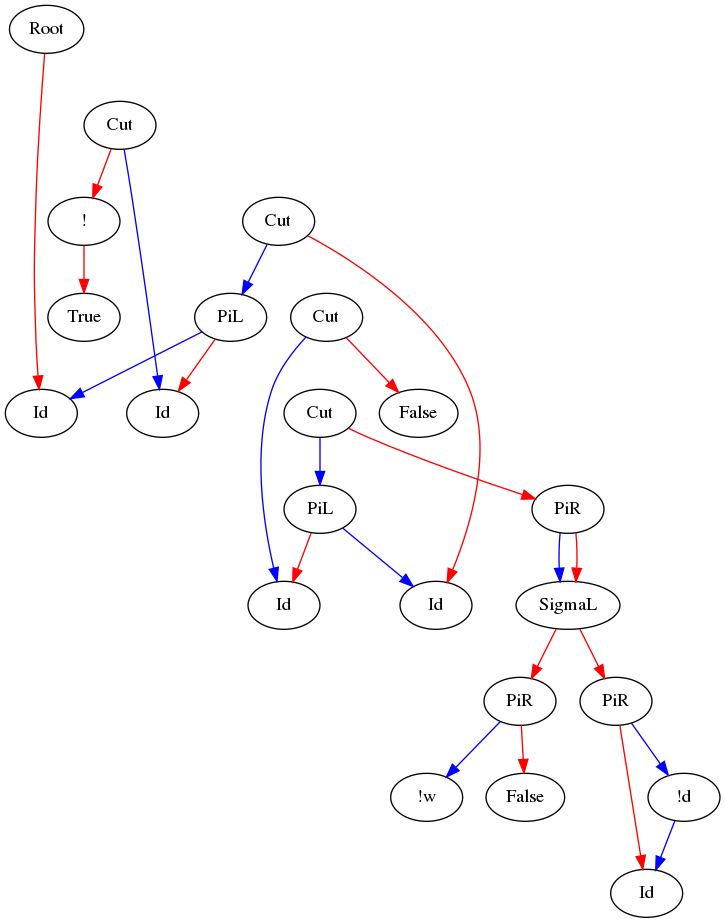 Root
Cut
!
Cut
True
PiL
Cut
Id
Id
Cut
False
PiL
PiR
Id
Id
SigmaL
PiR
PiR
!w
False
!d
Id